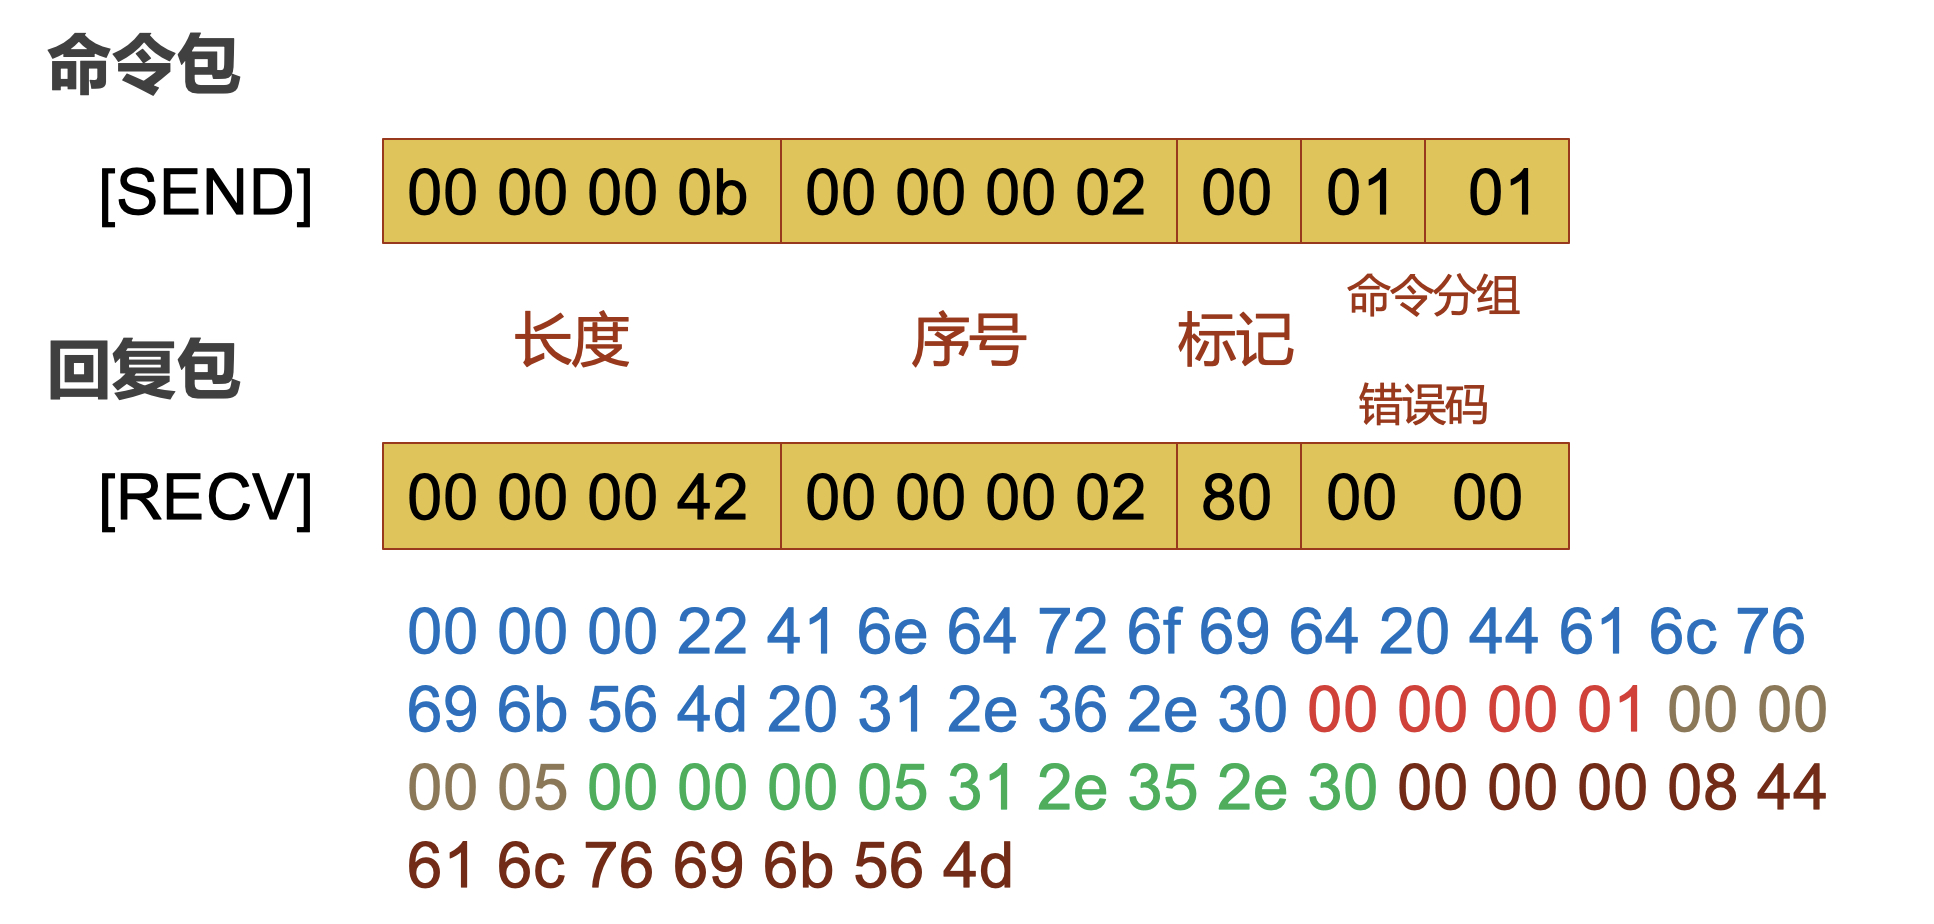 命令包
[SEND] 00 00 00 0b 00 00 00 02 00 01 01
长度 序号 标记 命令分组
回复包
错误码
[RECV] 00 00 00 42 00 00 00 02 80 00 00
00 00 00 22 41 6e 64 72 6f 69 64 20 44 61 6c 76
69 6b 56 4d 20 31 2e 36 2e 30 00 00 00 01 00 00
00 05 00 00 00 05 31 2e 35 2e 30 00 00 00 08 44
61 6c 76 69 6b 56 4d